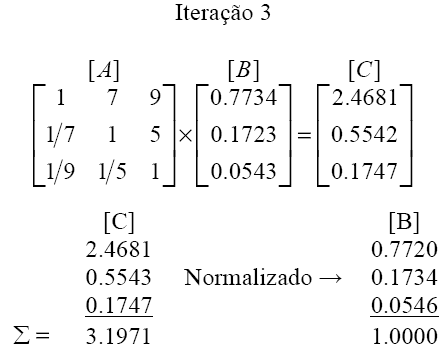 Iteração 3
[A] [B] [C]
1 7 9 0.7734 2.4681
1/7 1 5 × 0.1723 = 0.5542
1/9 1/5 1 0.0543 0.1747
[C] [B]
2.4681 0.7720
0.5543 Normalizado → 0.1734
0.1747 0.0546
Σ = 3.1971 1.0000